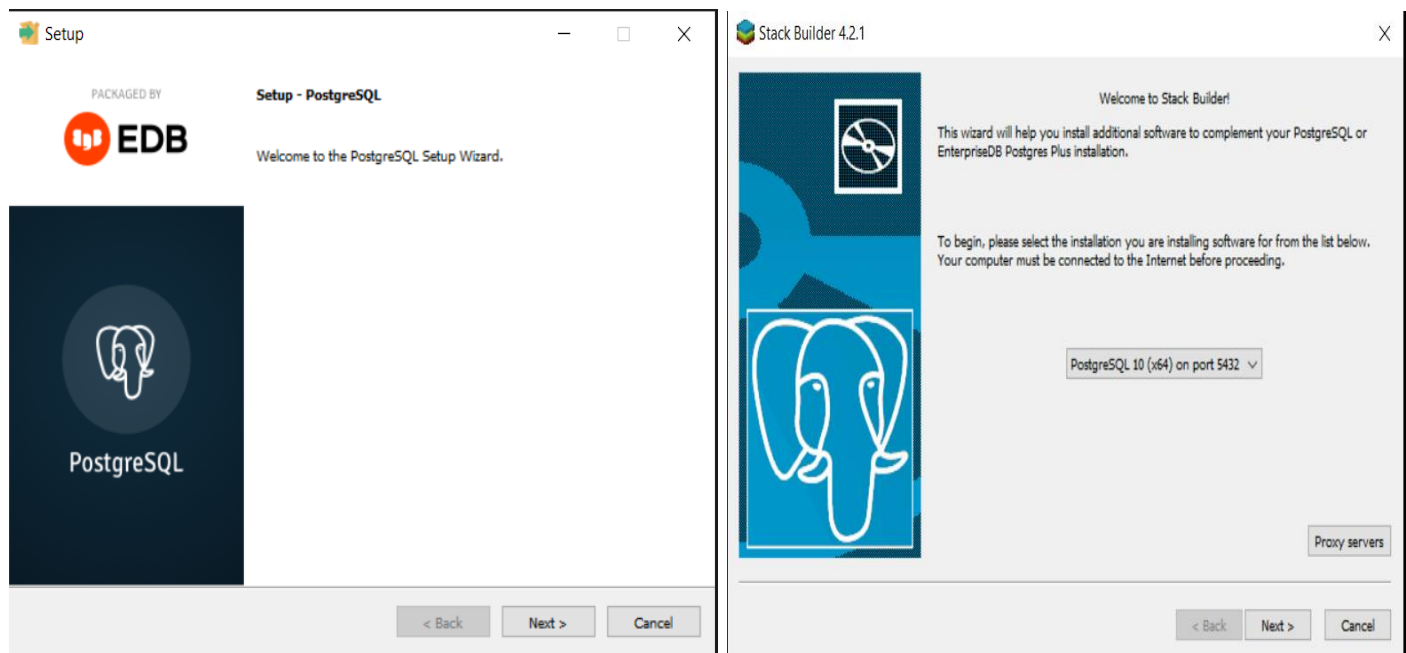 Setup
PACKAGED BY
EDB
Setup - PostgreSQL
Welcome to the PostgreSQL Setup Wizard.
PostgreSQL
< Back
Next >
Cancel
Stack Builder 4.2.1
Welcome to Stack Builder!
This wizard will help you install additional software to complement your PostgreSQL or
EnterpriseDB Postgres Plus installation.
To begin, please select the installation you are installing software for from the list below.
Your computer must be connected to the Internet before proceeding.
PostgreSQL 10 (x64) on port 5432
Proxy servers
< Back
Next >
Cancel